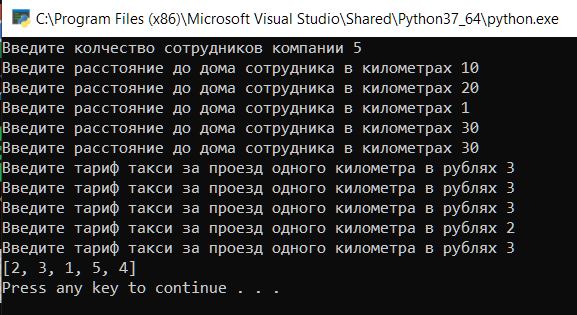 C:\Program Files (x86)\Microsoft Visual Studio\Shared\Python37_64\python.exe
Введите колчество сотрудников компании 5
Введите расстояние до дома сотрудника в километрах 10
Введите расстояние до дома сотрудника в километрах 20
Введите расстояние до дома сотрудника в километрах 1
Введите расстояние до дома сотрудника в километрах 30
Введите расстояние до дома сотрудника в километрах 30
Введите тариф такси за проезд одного километра в рублях 3
Введите тариф такси за проезд одного километра в рублях 3
Введите тариф такси за проезд одного километра в рублях 3
Введите тариф такси за проезд одного километра в рублях 2
Введите тариф такси за проезд одного километра в рублях 3
[2, 3, 1, 5, 4]
Press any key to continue . . .